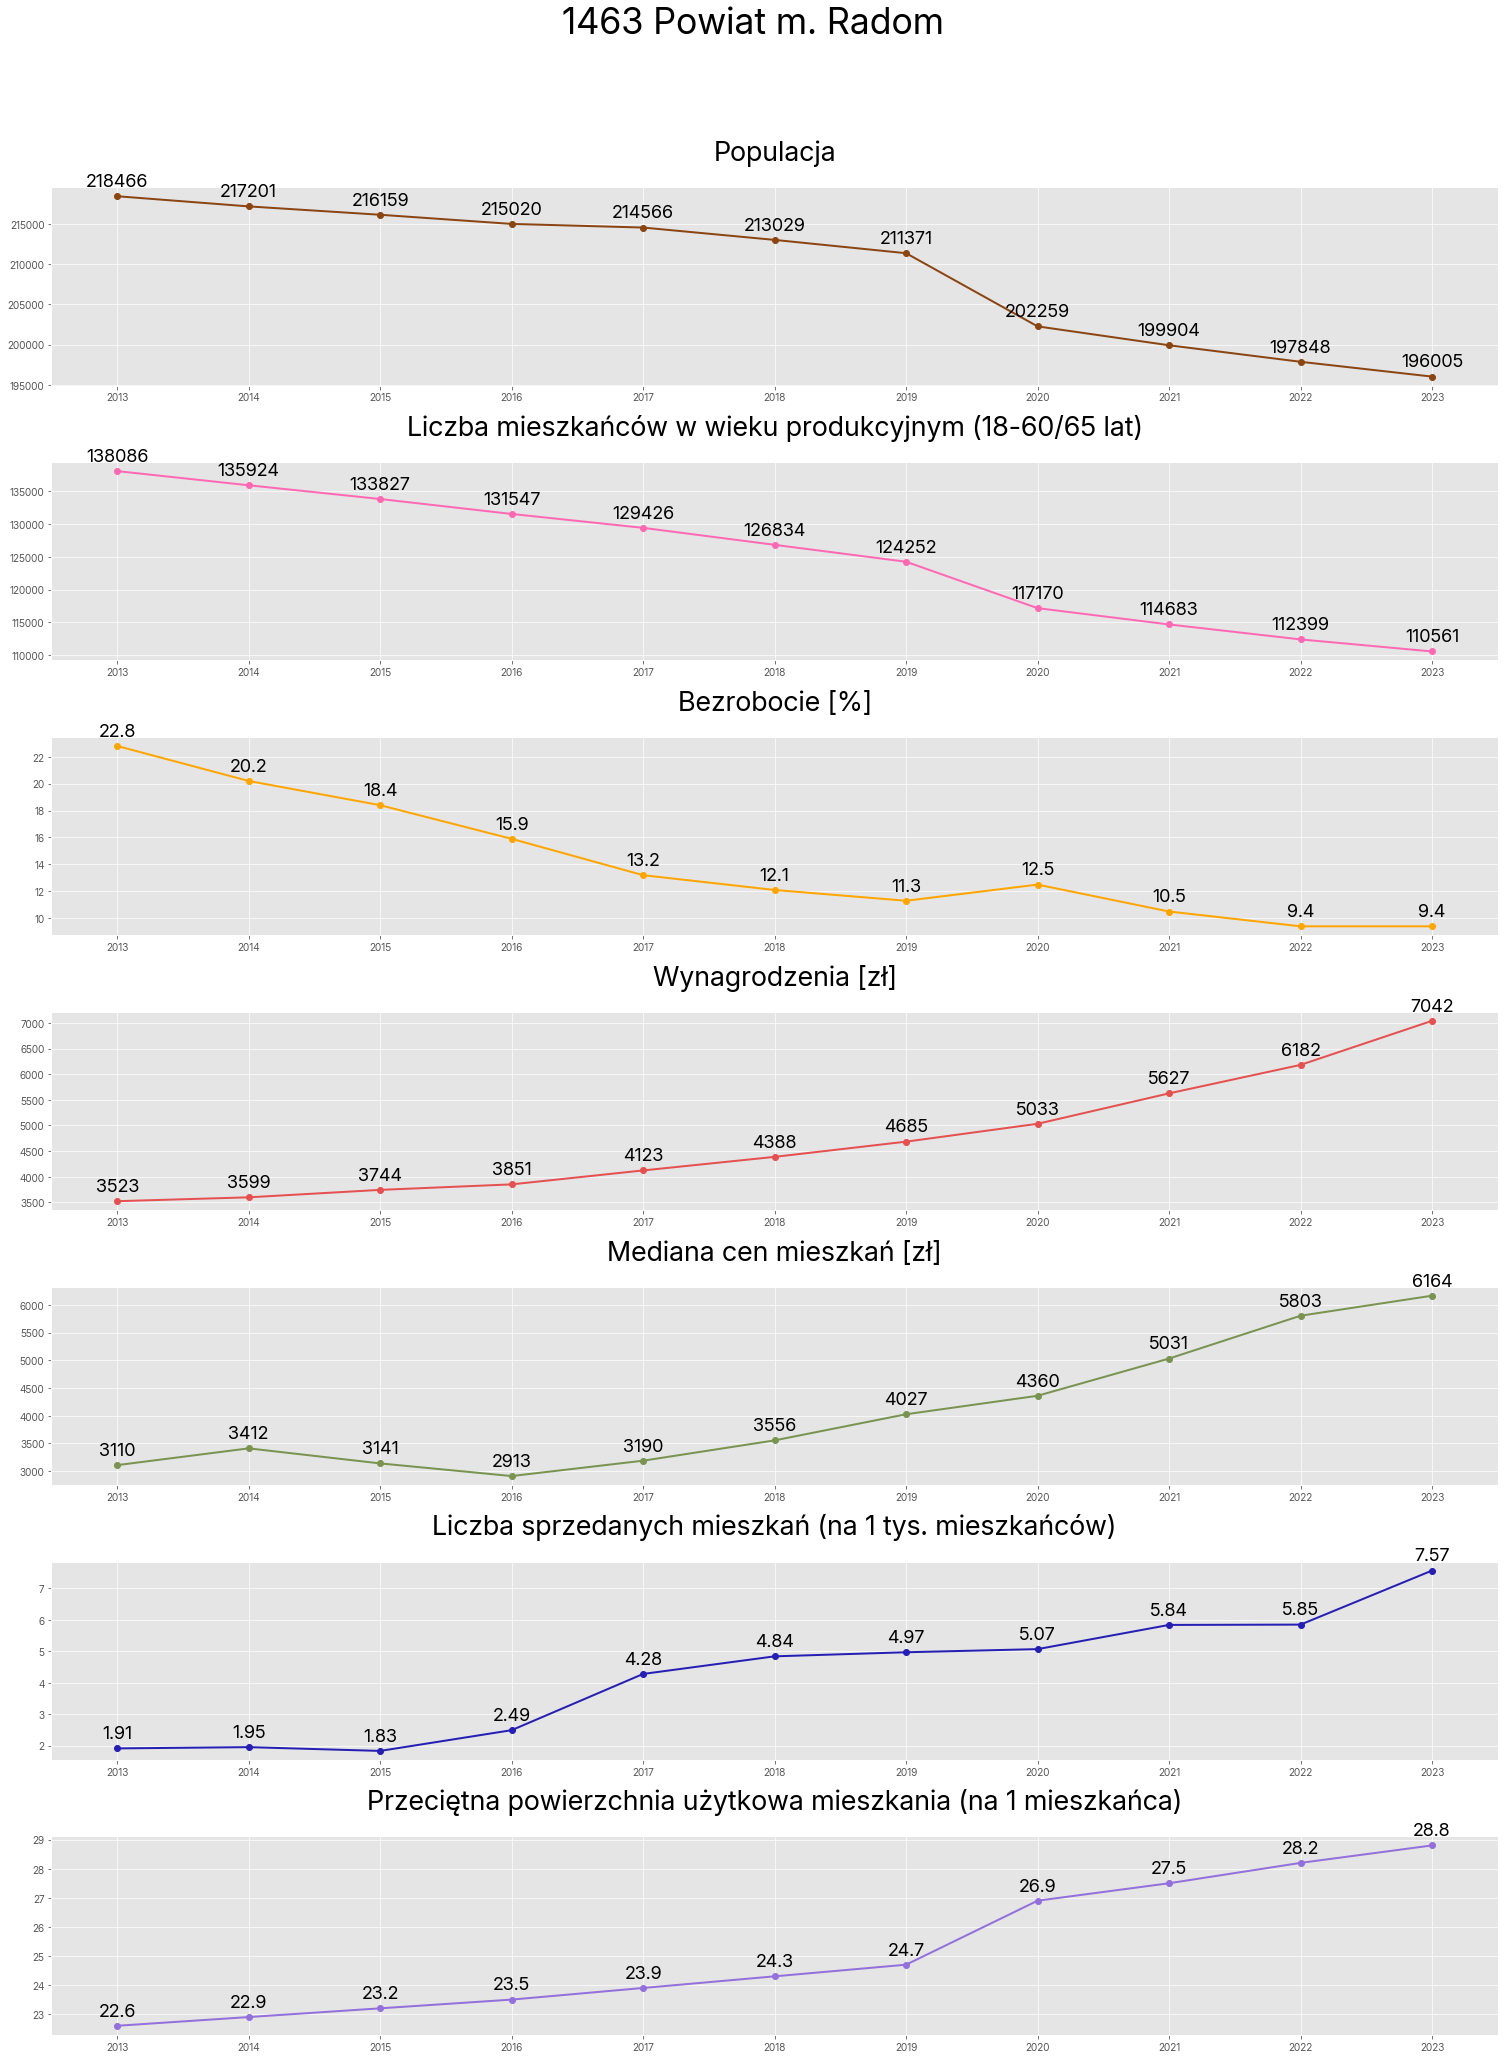 1463 Powiat m. Radom
Populacja
218466 217201 216159 215020 214566 213029 211371 202259 199904 197848 196005
215000
210000
205000
200000
195000
2013 2014 2015 2016 2017 2018 2019 2020 2021 2022 2023
Liczba mieszkańców w wieku produkcyjnym (18-60/65 lat)
138086 135924 133827 131547 129426 126834 124252 117170 114683 112399 110561
135000
130000
125000
120000
115000
110000
2013 2014 2015 2016 2017 2018 2019 2020 2021 2022 2023
Bezrobocie [%]
22.8 20.2 18.4 15.9 13.2 12.1 11.3 12.5 10.5 9.4 9.4
22
20
18
16
14
12
10
2013 2014 2015 2016 2017 2018 2019 2020 2021 2022 2023
Wynagrodzenia [zł]
3523 3599 3744 3851 4123 4388 4685 5033 5627 6182 7042
7000
6500
6000
5500
5000
4500
4000
3500
2013 2014 2015 2016 2017 2018 2019 2020 2021 2022 2023
Mediana cen mieszkań [zł]
3110 3412 3141 2913 3190 3556 4027 4360 5031 5803 6164
6000
5500
5000
4500
4000
3500
3000
2013 2014 2015 2016 2017 2018 2019 2020 2021 2022 2023
Liczba sprzedanych mieszkań (na 1 tys. mieszkańców)
1.91 1.95 1.83 2.49 4.28 4.84 4.97 5.07 5.84 5.85 7.57
7
6
5
4
3
2
2013 2014 2015 2016 2017 2018 2019 2020 2021 2022 2023
Przeciętna powierzchnia użytkowa mieszkania (na 1 mieszkańca)
22.6 22.9 23.2 23.5 23.9 24.3 24.7 26.9 27.5 28.2 28.8
29
28
27
26
25
24
23
2013 2014 2015 2016 2017 2018 2019 2020 2021 2022 2023